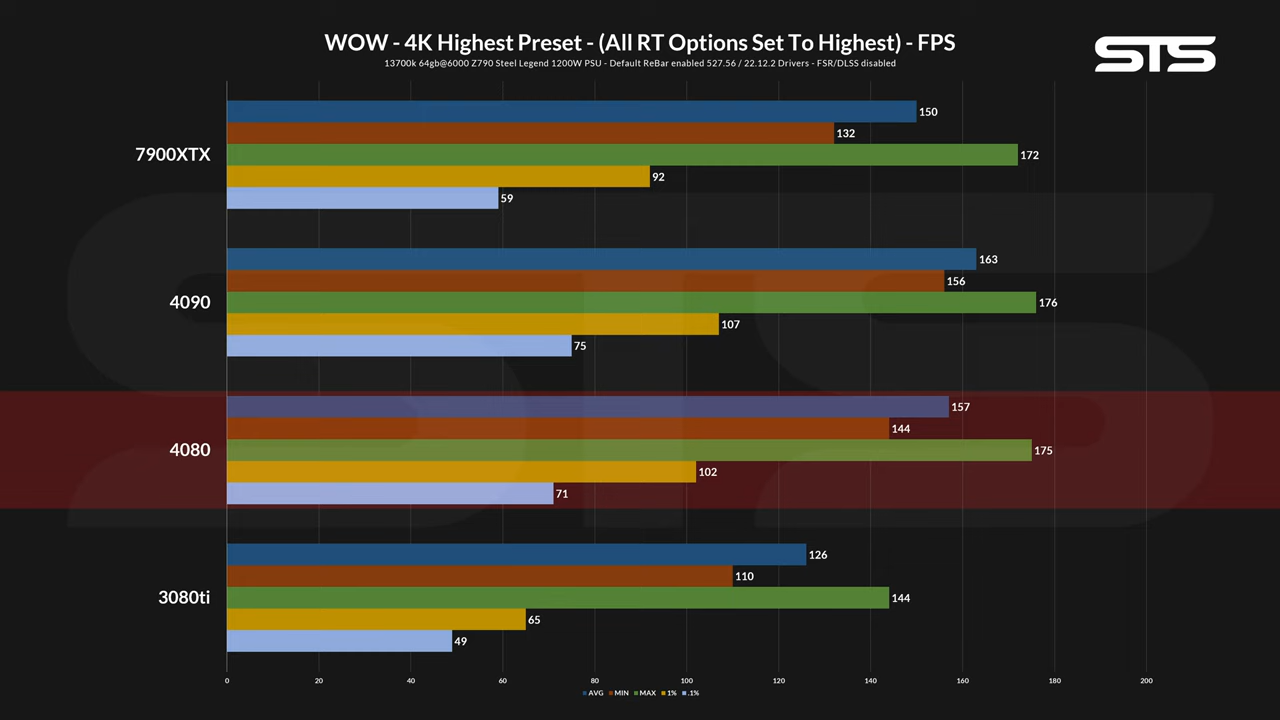 WOW - 4K Highest Preset - (All RT Options Set To Highest) - FPS
13700k 64gb@6000 Z790 Steel Legend 1200W PSU - Default ReBar enabled 527.56 / 22.12.2 Drivers - FSR/DLSS disabled
STS
7900XTX
150
132
172
92
59
4090
163
156
176
107
75
4080
157
144
175
102
71
3080ti
126
110
144
65
49
0 20 40 60 80 100 120 140 160 180 200
AVG MIN MAX 1% .1%
STS